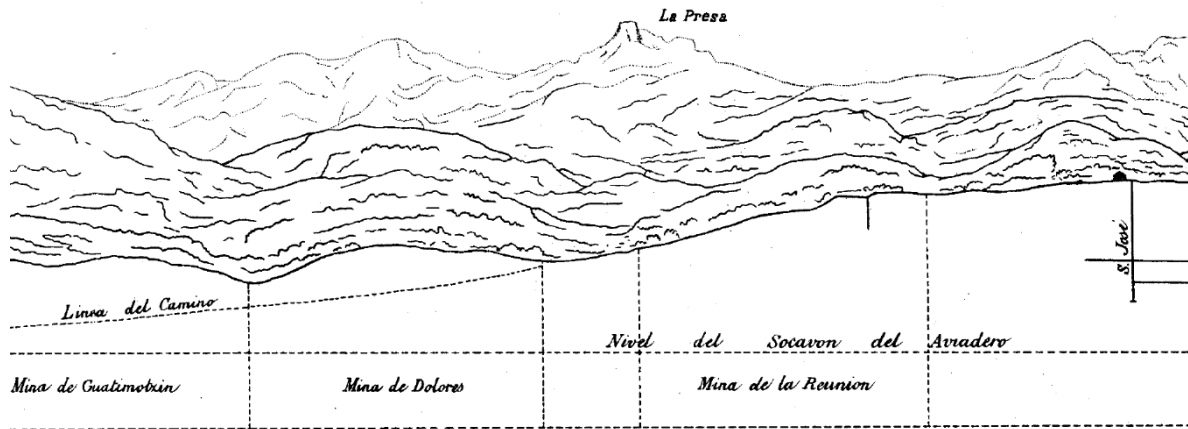 La Presa
S. José
Linea del Camino
Nivel del Socavon del Aviadero
Mina de Guatimotzin
Mina de Dolores
Mina de la Reunion